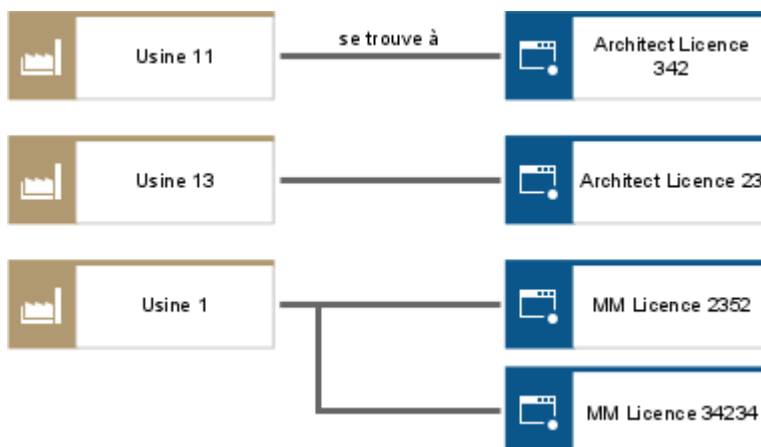 Usine 11
se trouve à
Architect Licence
342
Usine 13
Architect Licence 23
Usine 1
MM Licence 2352
MM Licence 34234